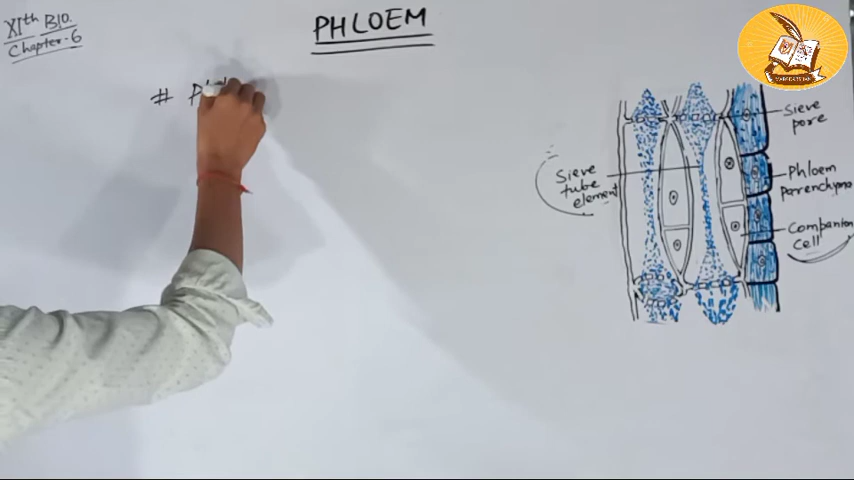 XIth BIO.
Chapter-6
PHLOEM
#
Sieve
pore
Sieve
tube
element
Phloem
parenchyma
Companion
cell